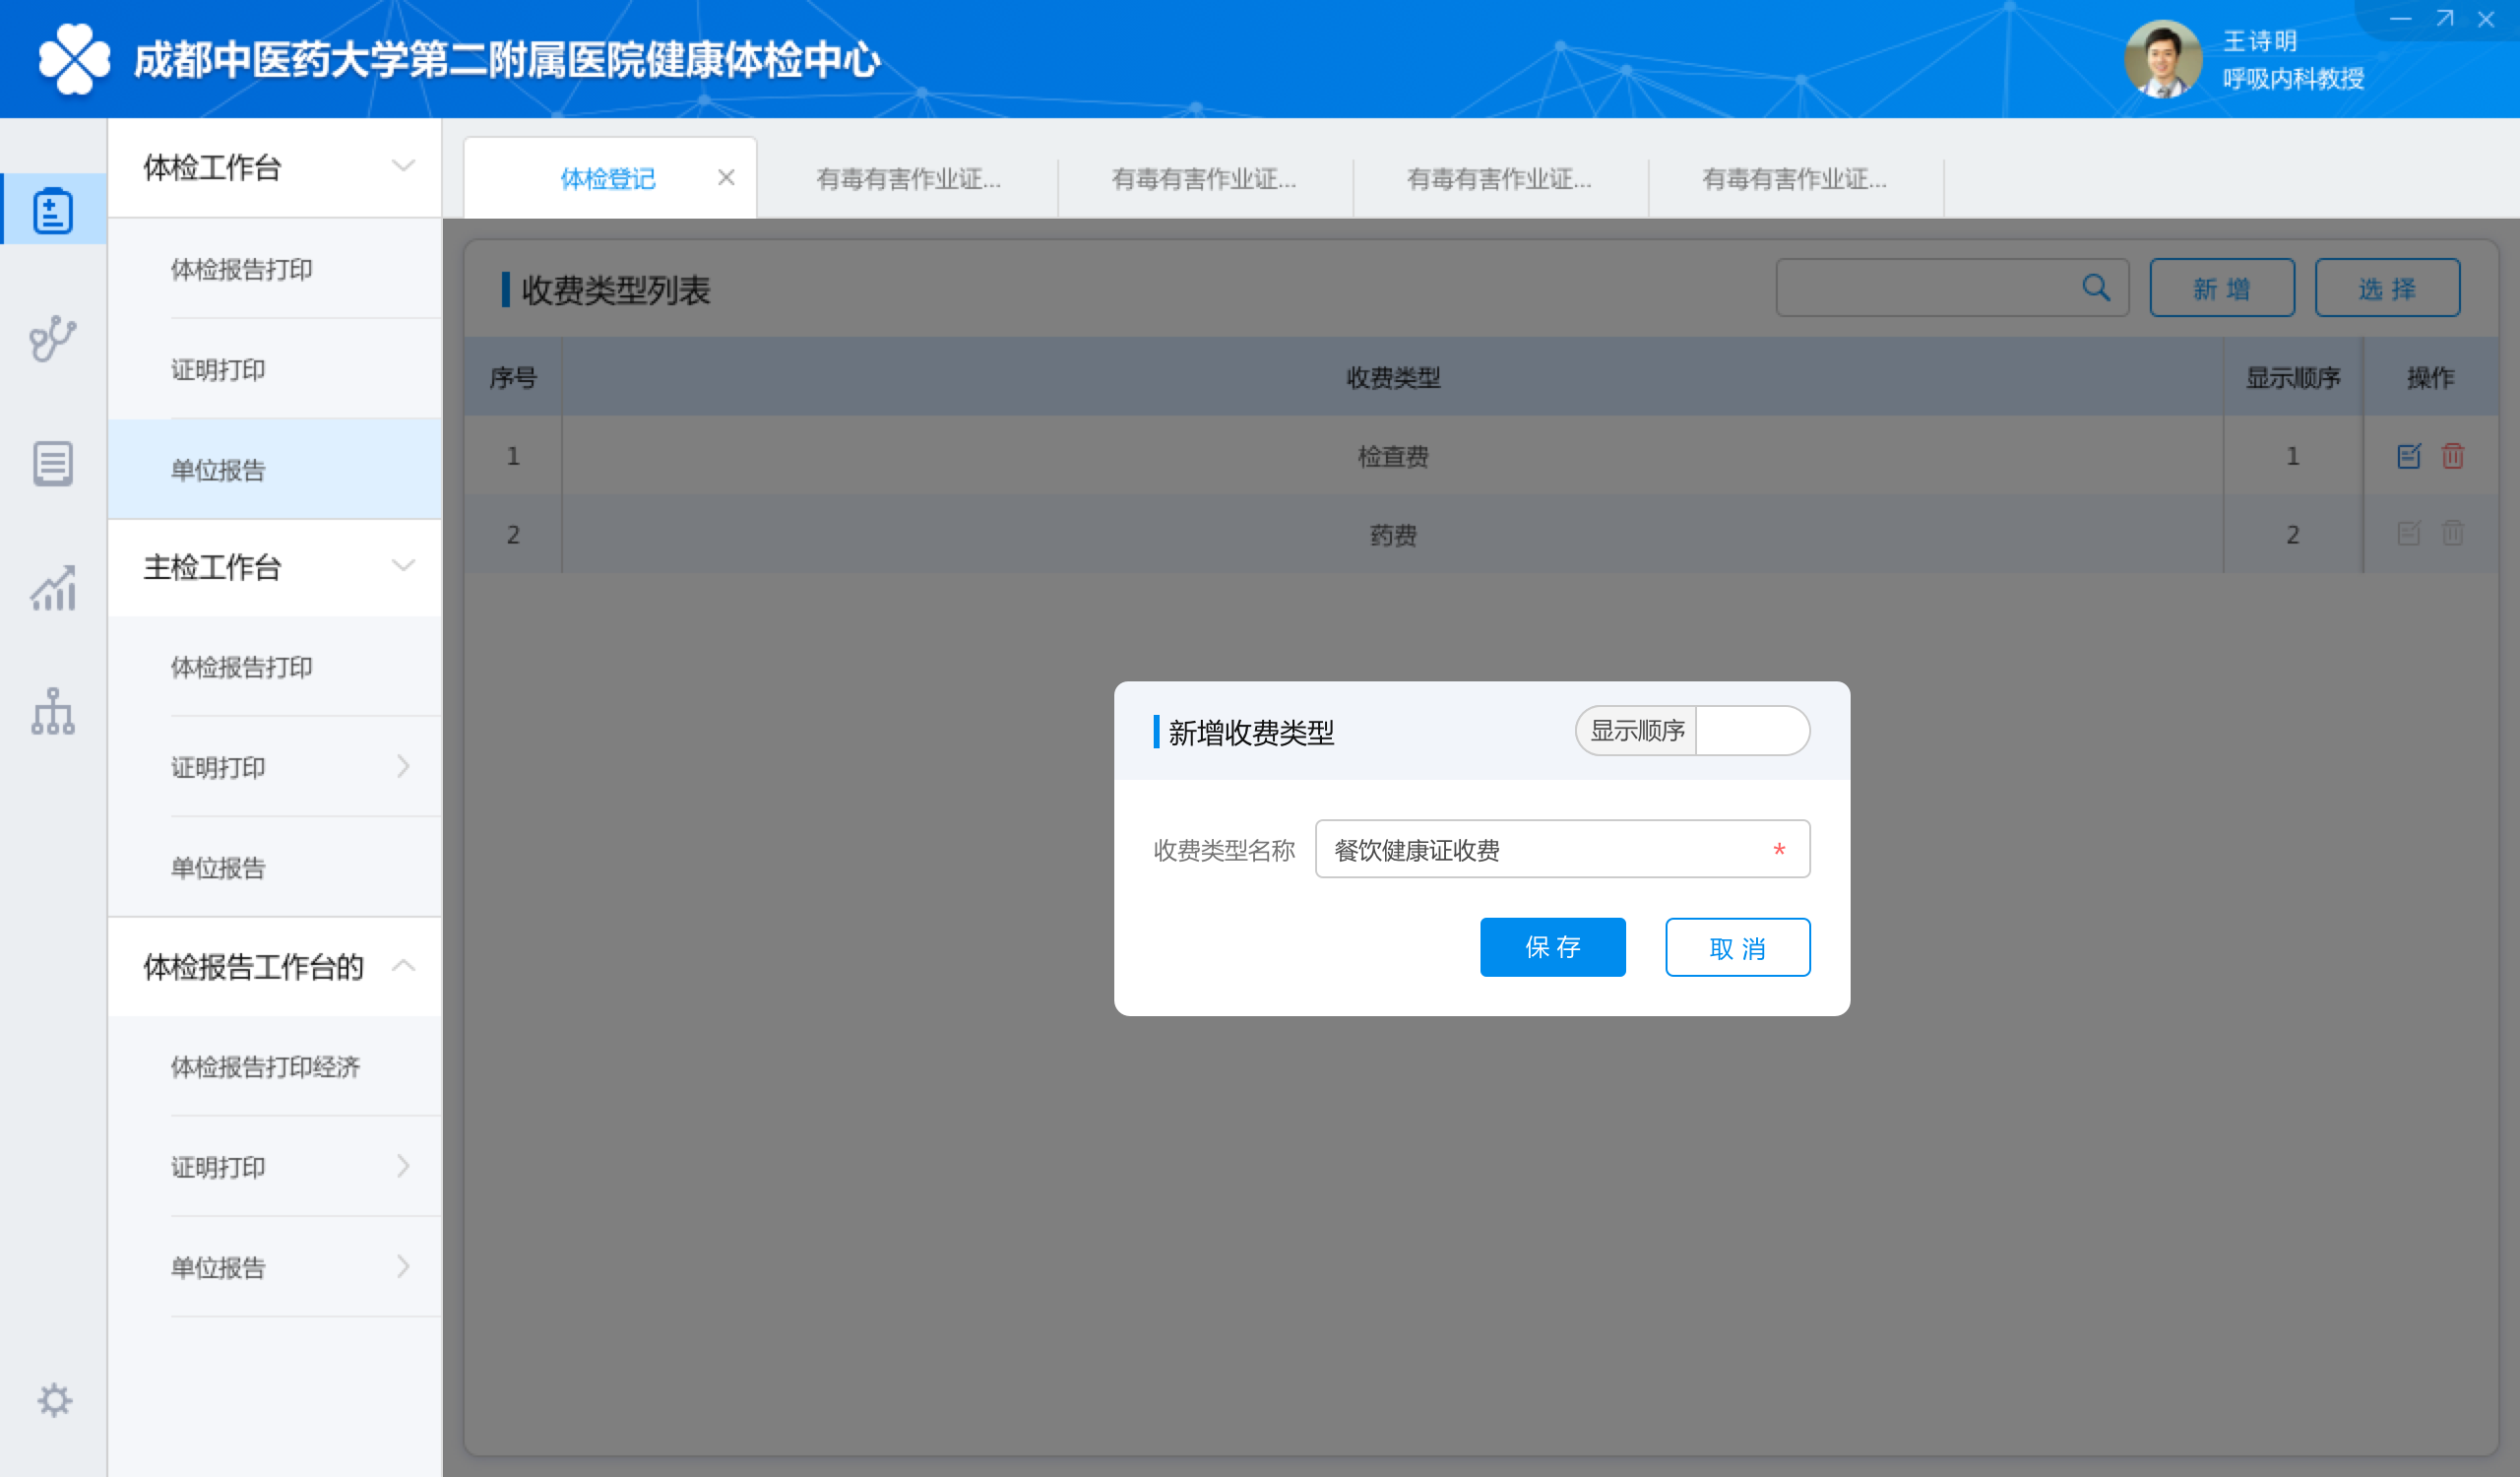 成都中医药大学第二附属医院健康体检中心
王诗明
呼吸内科教授
体检工作台
体检报告打印
证明打印
单位报告
主检工作台
体检报告打印
证明打印
单位报告
体检报告工作台的
体检报告打印经济
证明打印
单位报告
体检登记 有毒有害作业证... 有毒有害作业证... 有毒有害作业证... 有毒有害作业证...
收费类型列表 新 增 选 择
序号 收费类型 显示顺序 操作
1 检查费 1
2 药费 2
新增收费类型 显示顺序
收费类型名称 餐饮健康证收费 *
保 存 取 消